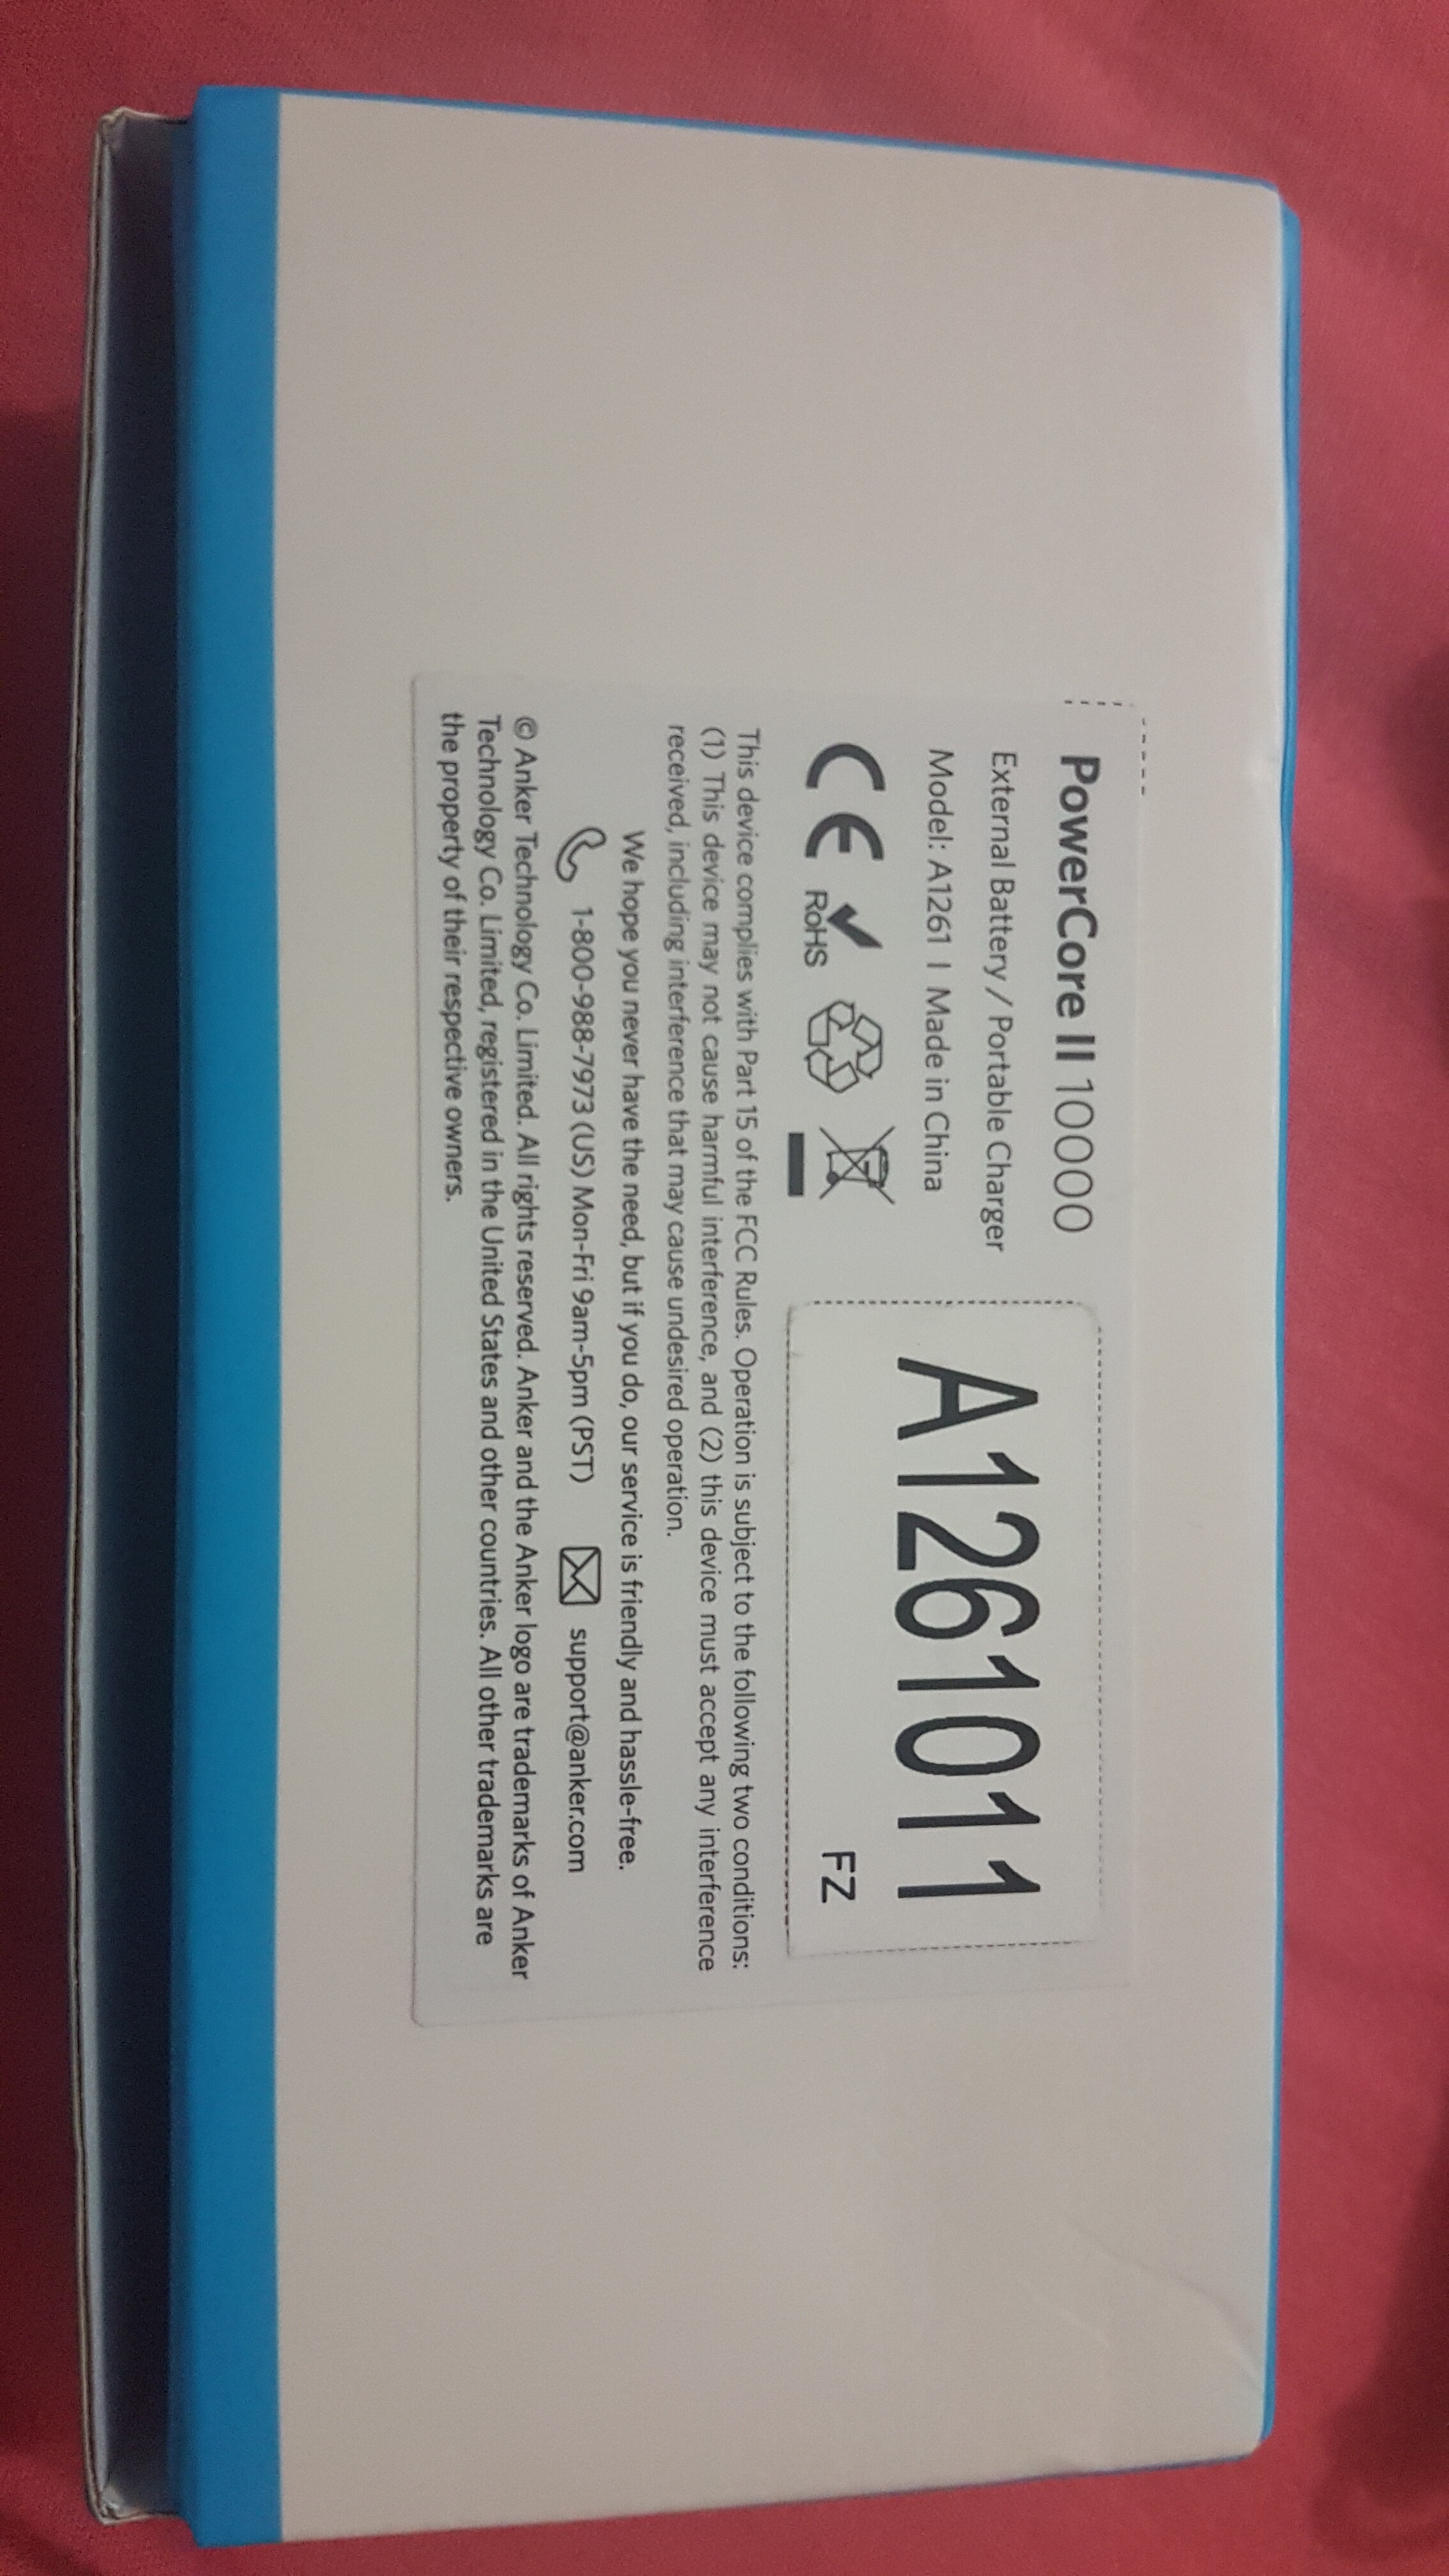 PowerCore II 10000
External Battery / Portable Charger
Model: A1261 I Made in China
A1261011
FZ
CE RoHS
This device complies with Part 15 of the FCC Rules. Operation is subject to the following two conditions:
(1) This device may not cause harmful interference, and (2) this device must accept any interference
received, including interference that may cause undesired operation.
We hope you never have the need, but if you do, our service is friendly and hassle-free.
1-800-988-7973 (US) Mon-Fri 9am-5pm (PST) support@anker.com
© Anker Technology Co. Limited. All rights reserved. Anker and the Anker logo are trademarks of Anker
Technology Co. Limited, registered in the United States and other countries. All other trademarks are
the property of their respective owners.